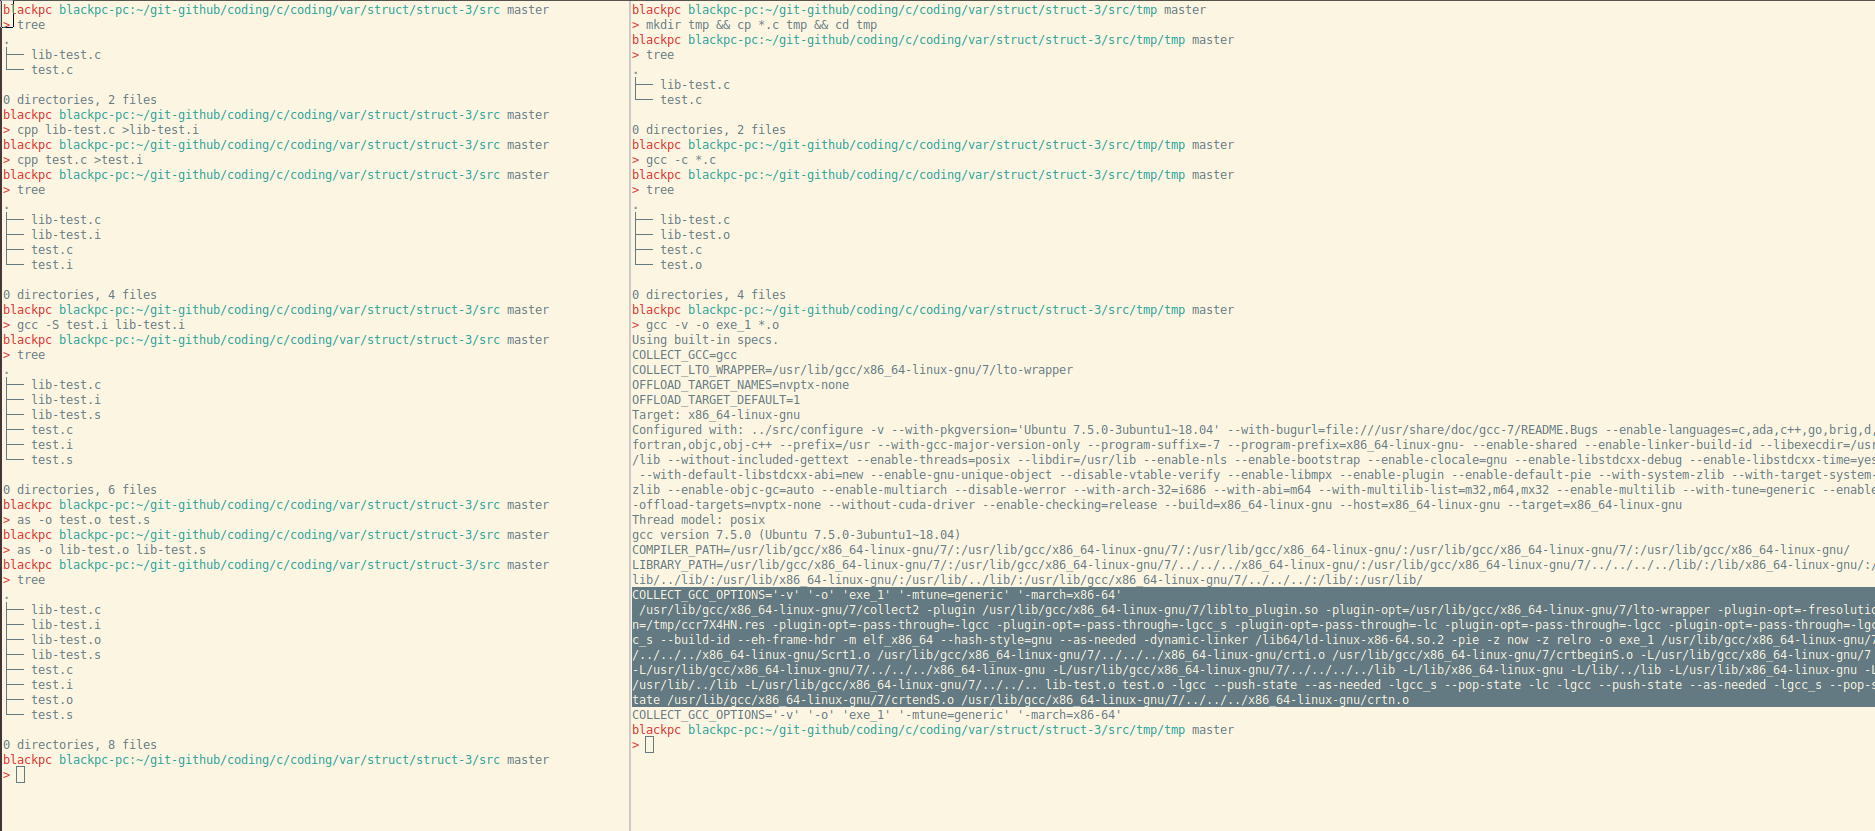 blackpc blackpc-pc:~/git-github/coding/c/coding/var/struct/struct-3/src master
> tree
.
├── lib-test.c
└── test.c
0 directories, 2 files
blackpc blackpc-pc:~/git-github/coding/c/coding/var/struct/struct-3/src master
> cpp lib-test.c >lib-test.i
blackpc blackpc-pc:~/git-github/coding/c/coding/var/struct/struct-3/src master
> cpp test.c >test.i
blackpc blackpc-pc:~/git-github/coding/c/coding/var/struct/struct-3/src master
> tree
.
├── lib-test.c
├── lib-test.i
├── test.c
└── test.i
0 directories, 4 files
blackpc blackpc-pc:~/git-github/coding/c/coding/var/struct/struct-3/src master
> gcc -S test.i lib-test.i
blackpc blackpc-pc:~/git-github/coding/c/coding/var/struct/struct-3/src master
> tree
.
├── lib-test.c
├── lib-test.i
├── lib-test.s
├── test.c
├── test.i
└── test.s
0 directories, 6 files
blackpc blackpc-pc:~/git-github/coding/c/coding/var/struct/struct-3/src master
> as -o test.o test.s
blackpc blackpc-pc:~/git-github/coding/c/coding/var/struct/struct-3/src master
> as -o lib-test.o lib-test.s
blackpc blackpc-pc:~/git-github/coding/c/coding/var/struct/struct-3/src master
> tree
.
├── lib-test.c
├── lib-test.i
├── lib-test.o
├── lib-test.s
├── test.c
├── test.i
├── test.o
└── test.s
0 directories, 8 files
blackpc blackpc-pc:~/git-github/coding/c/coding/var/struct/struct-3/src master
>
blackpc blackpc-pc:~/git-github/coding/c/coding/var/struct/struct-3/src/tmp master
> mkdir tmp && cp *.c tmp && cd tmp
blackpc blackpc-pc:~/git-github/coding/c/coding/var/struct/struct-3/src/tmp/tmp master
> tree
.
├── lib-test.c
└── test.c
0 directories, 2 files
blackpc blackpc-pc:~/git-github/coding/c/coding/var/struct/struct-3/src/tmp/tmp master
> gcc -c *.c
blackpc blackpc-pc:~/git-github/coding/c/coding/var/struct/struct-3/src/tmp/tmp master
> tree
.
├── lib-test.c
├── lib-test.o
├── test.c
└── test.o
0 directories, 4 files
blackpc blackpc-pc:~/git-github/coding/c/coding/var/struct/struct-3/src/tmp/tmp master
> gcc -v -o exe_1 *.o
Using built-in specs.
COLLECT_GCC=gcc
COLLECT_LTO_WRAPPER=/usr/lib/gcc/x86_64-linux-gnu/7/lto-wrapper
OFFLOAD_TARGET_NAMES=nvptx-none
OFFLOAD_TARGET_DEFAULT=1
Target: x86_64-linux-gnu
Configured with: ../src/configure -v --with-pkgversion='Ubuntu 7.5.0-3ubuntu1~18.04' --with-bugurl=file:///usr/share/doc/gcc-7/README.Bugs --enable-languages=c,ada,c++,go,brig,d,
fortran,objc,obj-c++ --prefix=/usr --with-gcc-major-version-only --program-suffix=-7 --program-prefix=x86_64-linux-gnu- --enable-shared --enable-linker-build-id --libexecdir=/usr
/lib --without-included-gettext --enable-threads=posix --libdir=/usr/lib --enable-nls --enable-bootstrap --enable-clocale=gnu --enable-libstdcxx-debug --enable-libstdcxx-time=yes
--with-default-libstdcxx-abi=new --enable-gnu-unique-object --disable-vtable-verify --enable-libmpx --enable-plugin --enable-default-pie --with-system-zlib --with-target-system-
zlib --enable-objc-gc=auto --enable-multiarch --disable-werror --with-arch-32=i686 --with-abi=m64 --with-multilib-list=m32,m64,mx32 --enable-multilib --with-tune=generic --enable
-offload-targets=nvptx-none --without-cuda-driver --enable-checking=release --build=x86_64-linux-gnu --host=x86_64-linux-gnu --target=x86_64-linux-gnu
Thread model: posix
gcc version 7.5.0 (Ubuntu 7.5.0-3ubuntu1~18.04)
COMPILER_PATH=/usr/lib/gcc/x86_64-linux-gnu/7/:/usr/lib/gcc/x86_64-linux-gnu/7/:/usr/lib/gcc/x86_64-linux-gnu/:/usr/lib/gcc/x86_64-linux-gnu/7/:/usr/lib/gcc/x86_64-linux-gnu/
LIBRARY_PATH=/usr/lib/gcc/x86_64-linux-gnu/7/:/usr/lib/gcc/x86_64-linux-gnu/7/../../../x86_64-linux-gnu/:/usr/lib/gcc/x86_64-linux-gnu/7/../../../../lib/:/lib/x86_64-linux-gnu/:/
lib/../lib/:/usr/lib/x86_64-linux-gnu/:/usr/lib/../lib/:/usr/lib/gcc/x86_64-linux-gnu/7/../../../:/lib/:/usr/lib/
COLLECT_GCC_OPTIONS='-v' '-o' 'exe_1' '-mtune=generic' '-march=x86-64'
/usr/lib/gcc/x86_64-linux-gnu/7/collect2 -plugin /usr/lib/gcc/x86_64-linux-gnu/7/liblto_plugin.so -plugin-opt=/usr/lib/gcc/x86_64-linux-gnu/7/lto-wrapper -plugin-opt=-fresolutio
n=/tmp/ccr7X4HN.res -plugin-opt=-pass-through=-lgcc -plugin-opt=-pass-through=-lgcc_s -plugin-opt=-pass-through=-lc -plugin-opt=-pass-through=-lgcc -plugin-opt=-pass-through=-lgc
c_s --build-id --eh-frame-hdr -m elf_x86_64 --hash-style=gnu --as-needed -dynamic-linker /lib64/ld-linux-x86-64.so.2 -pie -z now -z relro -o exe_1 /usr/lib/gcc/x86_64-linux-gnu/7
/../../../x86_64-linux-gnu/Scrt1.o /usr/lib/gcc/x86_64-linux-gnu/7/../../../x86_64-linux-gnu/crti.o /usr/lib/gcc/x86_64-linux-gnu/7/crtbeginS.o -L/usr/lib/gcc/x86_64-linux-gnu/7
-L/usr/lib/gcc/x86_64-linux-gnu/7/../../../x86_64-linux-gnu -L/usr/lib/gcc/x86_64-linux-gnu/7/../../../../lib -L/lib/x86_64-linux-gnu -L/lib/../lib -L/usr/lib/x86_64-linux-gnu -L
/usr/lib/../lib -L/usr/lib/gcc/x86_64-linux-gnu/7/../../.. lib-test.o test.o -lgcc --push-state --as-needed -lgcc_s --pop-state -lc -lgcc --push-state --as-needed -lgcc_s --pop-s
tate /usr/lib/gcc/x86_64-linux-gnu/7/crtendS.o /usr/lib/gcc/x86_64-linux-gnu/7/../../../x86_64-linux-gnu/crtn.o
COLLECT_GCC_OPTIONS='-v' '-o' 'exe_1' '-mtune=generic' '-march=x86-64'
blackpc blackpc-pc:~/git-github/coding/c/coding/var/struct/struct-3/src/tmp/tmp master
>